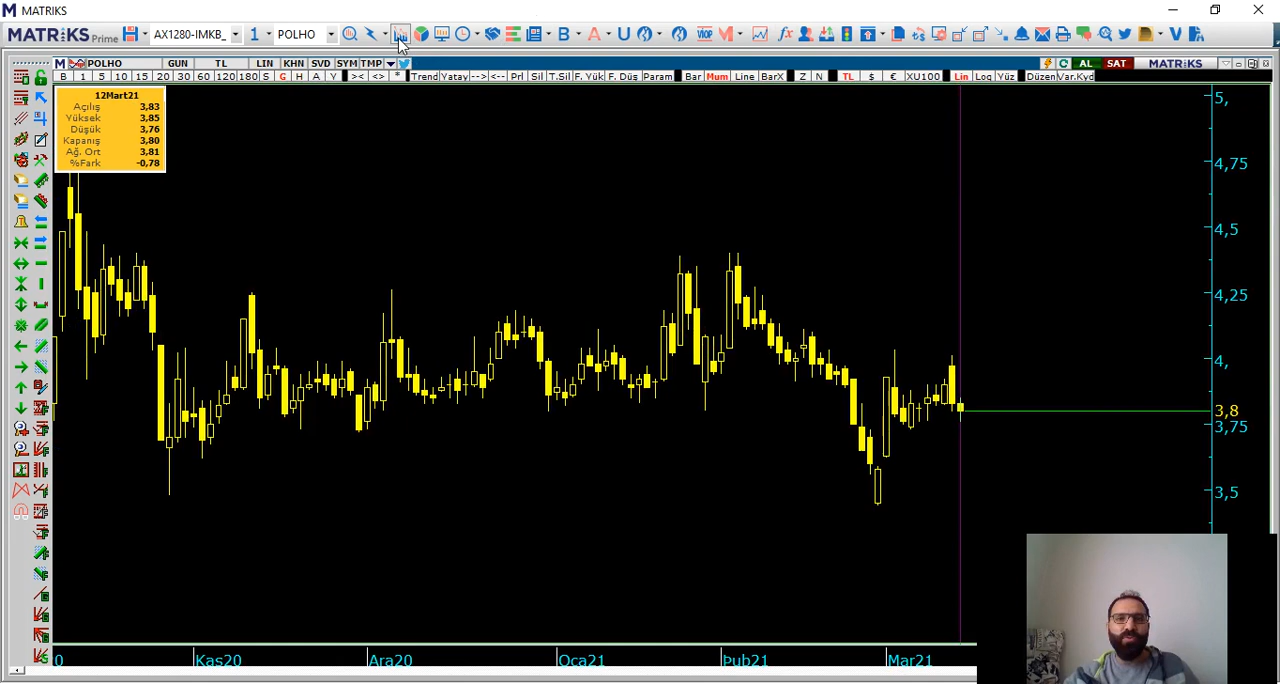 MATRIKS
MATRIKS Prime AX1280-IMKB_ 1 POLHO B A U VIOP M fx V
M POLHO GUN TL LIN KHN SVD SYM TMP AL SAT MATRIKS
B 1 5 10 15 20 30 60 120 180 S G H A Y >< <> * Trend Yatay --> <-- Prl Sil T.Sil F. Yük F. Düş Param Bar Mum Line BarX Z N TL $ € XU100 Lin Log Yüz Düzen Var.Kyd
12Mart21
Açılış 3,83
Yüksek 3,85
Düşük 3,76
Kapanış 3,80
Ağ. Ort 3,81
%Fark -0,78
5,
4,75
4,5
4,25
4,
3,8
3,75
3,5
0 Kas20 Ara20 Oca21 Þub21 Mar21